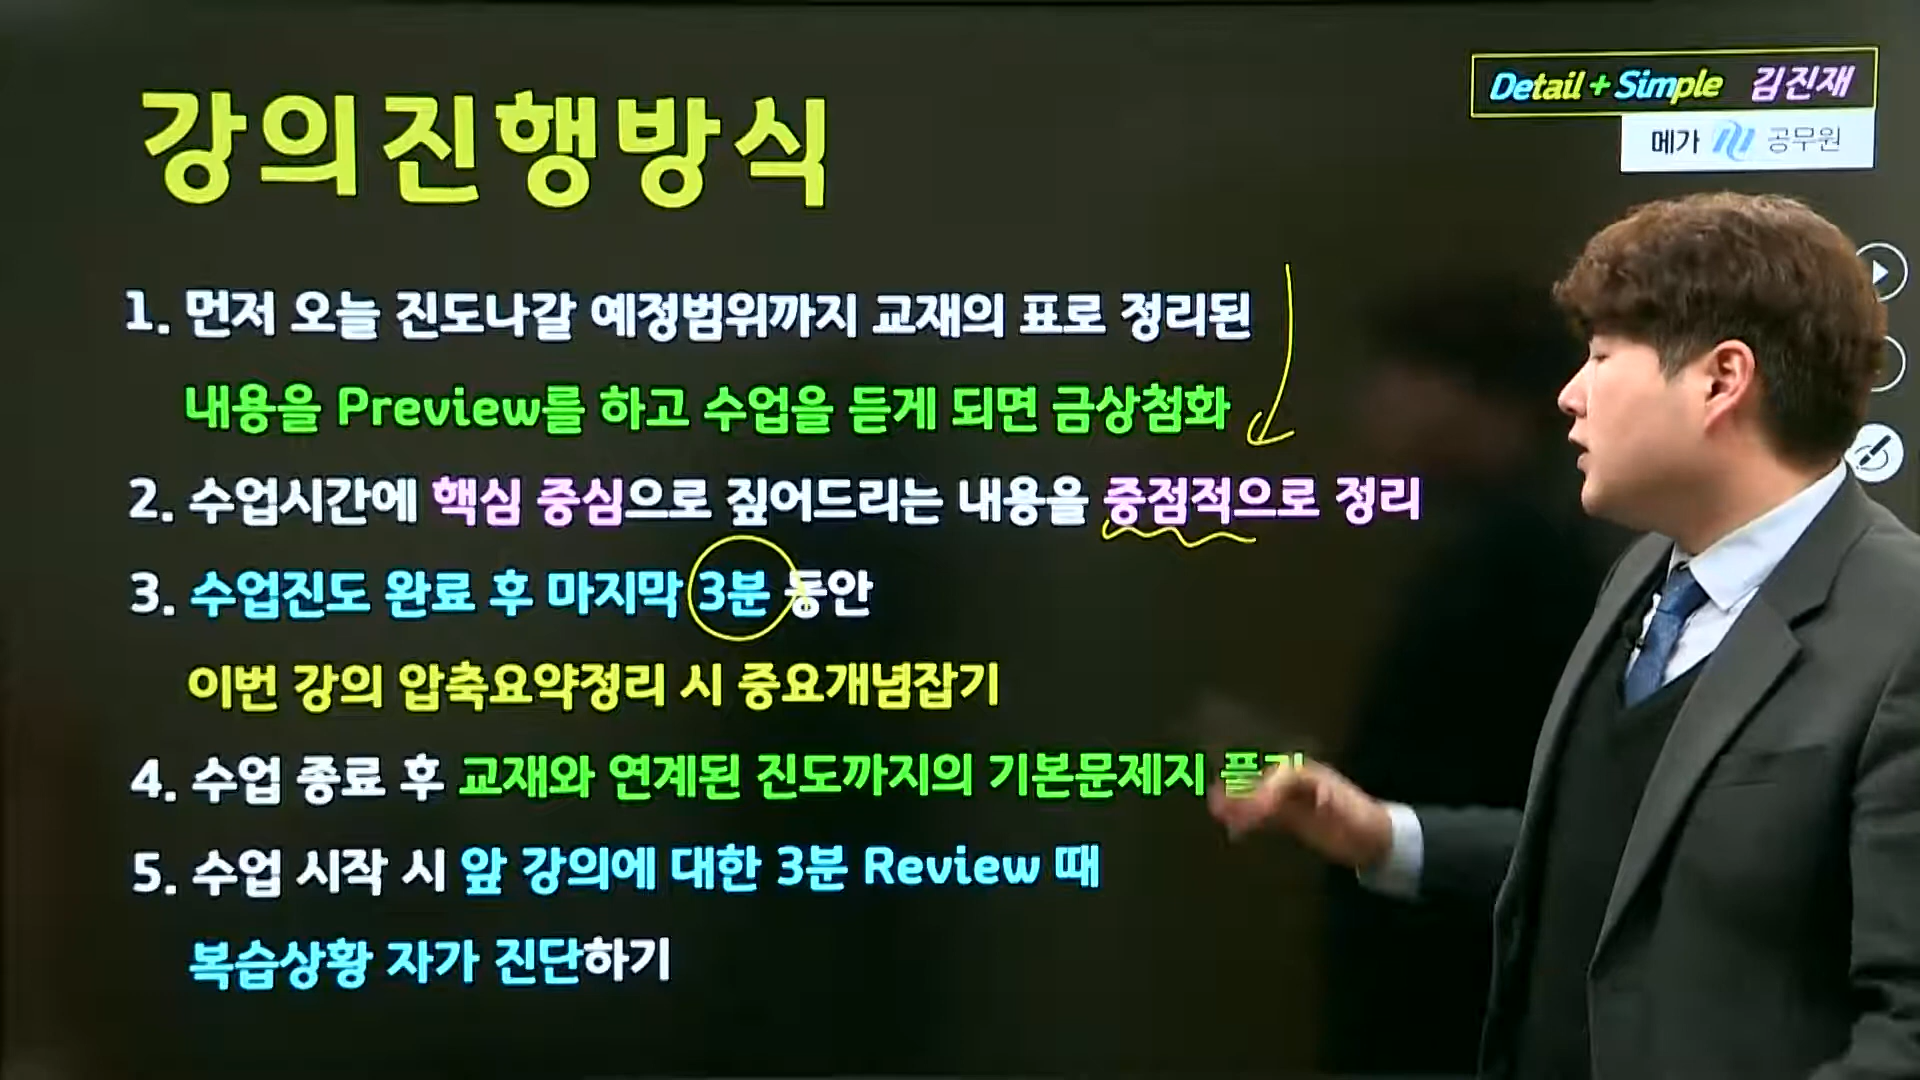 강의진행방식
Detail + Simple 김진재
메가 공무원
1. 먼저 오늘 진도나갈 예정범위까지 교재의 표로 정리된
내용을 Preview를 하고 수업을 듣게 되면 금상첨화
2. 수업시간에 핵심 중심으로 짚어드리는 내용을 중점적으로 정리
3. 수업진도 완료 후 마지막 3분 동안
이번 강의 압축요약정리 시 중요개념잡기
4. 수업 종료 후 교재와 연계된 진도까지의 기본문제지
5. 수업 시작 시 앞 강의에 대한 3분 Review 때
복습상황 자가 진단하기